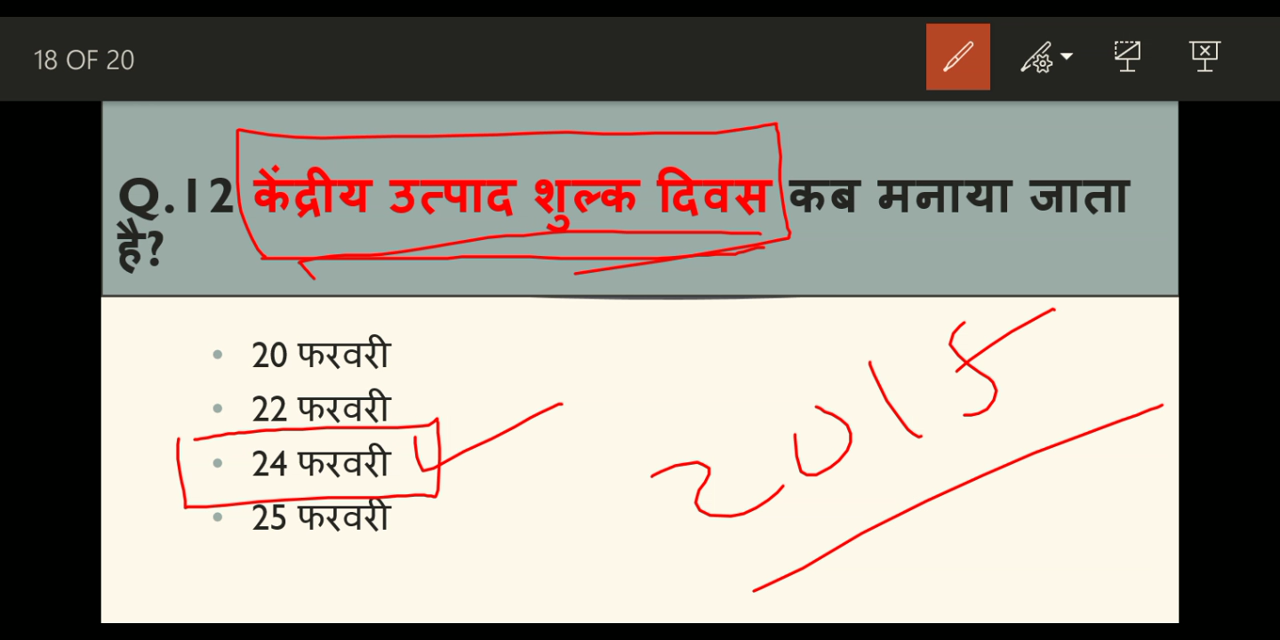 18 OF 20
Q.12 केंद्रीय उत्पाद शुल्क दिवस कब मनाया जाता
है?
• 20 फरवरी
• 22 फरवरी
• 24 फरवरी
• 25 फरवरी
2015